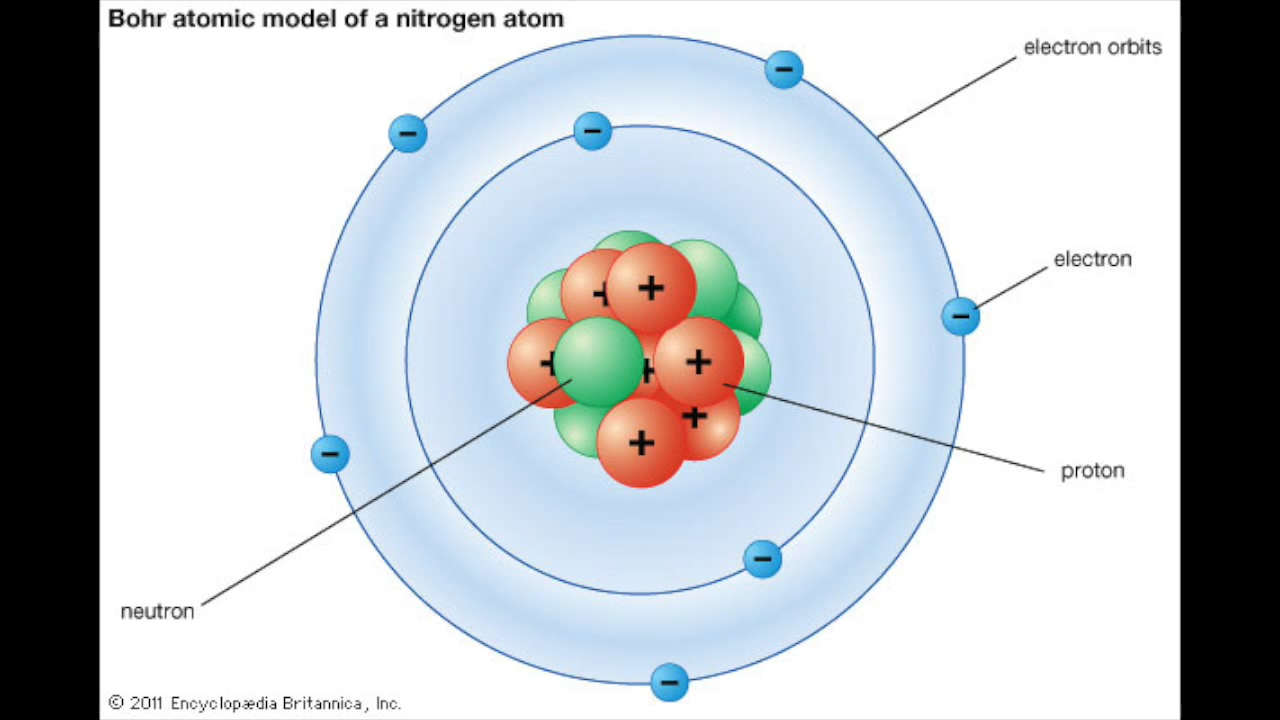 Bohr atomic model of a nitrogen atom
electron orbits
−
−
−
electron
+
+
−
+
+
+
+
+
−
proton
−
neutron
−
© 2011 Encyclopædia Britannica, Inc.